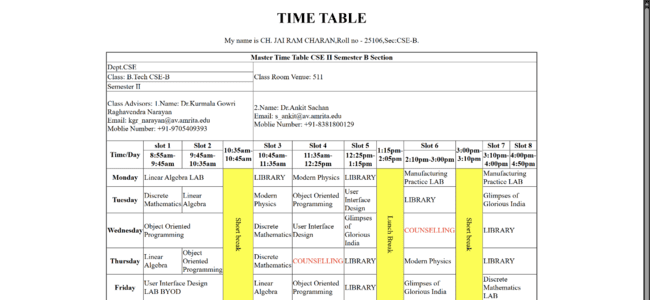 TIME TABLE
My name is CH. JAI RAM CHARAN,Roll no - 25106,Sec:CSE-B.
Master Time Table CSE II Semester B Section
Dept.CSE
Class: B.Tech CSE-B
Semester II
Class Room Venue: 511
Class Advisors: 1.Name: Dr.Kurmala Gowri
Raghavendra Narayan
Email: kgr_narayan@av.amrita.edu
Moblie Number: +91-9705409393
2.Name: Dr.Ankit Sachan
Email: s_ankit@av.amrita.edu
Moblie Number: +91-8381800129
Time/Day
slot 1
Slot 2
10:35am-
10:45am
Slot 3
Slot 4
Slot 5
1:15pm-
2:05pm
Slot 6
3:00pm-
3:10pm
Slot 7
Slot 8
8:55am-
9:45am
9:45am-
10:35am
10:45am-
11:35am
11:35am-
12:25pm
12:25pm-
1:15pm
2:10pm-3:00pm
3:10pm-
4:00pm
4:00pm-
4:50pm
Monday
Linear Algebra LAB
Short break
LIBRARY
Modern Physics
LIBRARY
Lunch Break
Manufacturing
Practice LAB
Short break
Manufacturing
Practice LAB
Tuesday
Discrete
Mathematics
Linear
Algebra
Modern
Physics
Object Oriented
Programming
User
Interface
Design
LIBRARY
Glimpses of
Glorious India
Wednesday
Object Oriented
Programming
Discrete
Mathematics
User Interface
Design
Glimpses
of
Glorious
India
COUNSELLING
LIBRARY
Thursday
Linear
Algebra
Object
Oriented
Programming
Discrete
Mathematics
COUNSELLING
LIBRARY
Modern Physics
LIBRARY
Friday
User Interface Design
LAB BYOD
Linear
Algebra
Object Oriented
Programming
LIBRARY
Glimpses of
Glorious India
Discrete
Mathematics
LAB